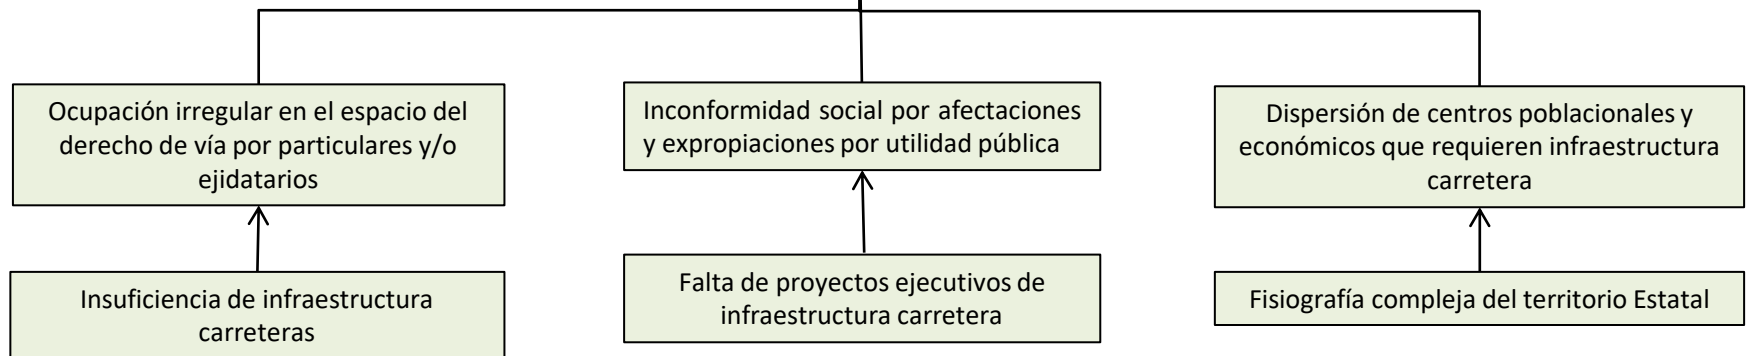 Ocupación irregular en el espacio del
derecho de vía por particulares y/o
ejidatarios
Inconformidad social por afectaciones
y expropiaciones por utilidad pública
Dispersión de centros poblacionales y
económicos que requieren infraestructura
carretera
Insuficiencia de infraestructura
carreteras
Falta de proyectos ejecutivos de
infraestructura carretera
Fisiografía compleja del territorio Estatal